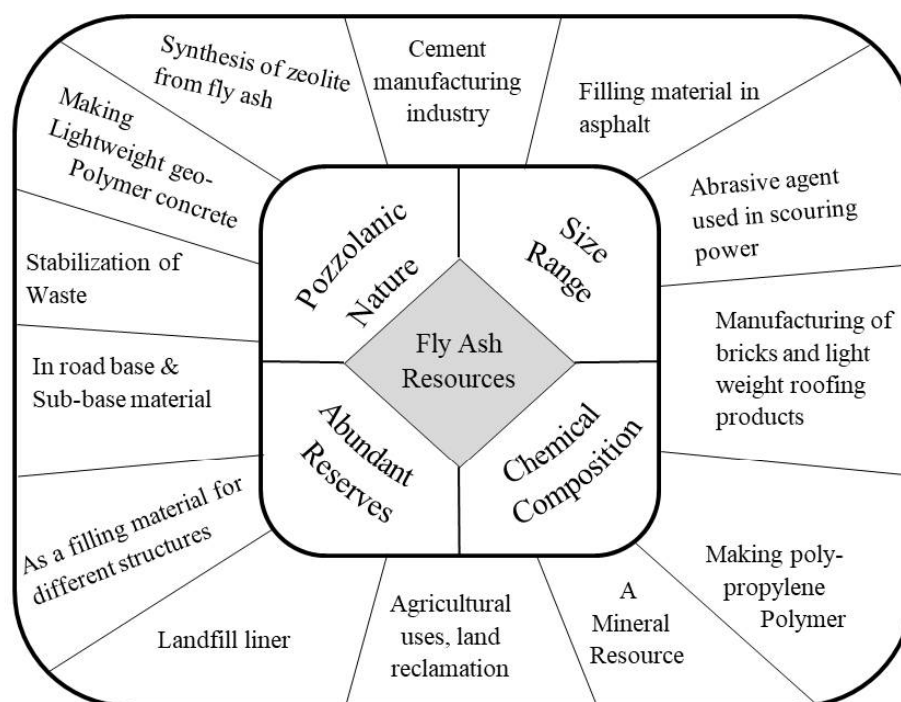 Synthesis of zeolite
from fly ash
Cement
manufacturing
industry
Filling material in
asphalt
Abrasive agent
used in scouring
power
Manufacturing of
bricks and light
weight roofing
products
Making poly-
propylene
Polymer
A
Mineral
Resource
Agricultural
uses, land
reclamation
Landfill liner
As a filling material for
different structures
In road base &
Sub-base material
Stabilization of
Waste
Making
Lightweight geo-
Polymer concrete
Pozzolanic
Nature
Size
Range
Fly Ash
Resources
Abundant
Reserves
Chemical
Composition